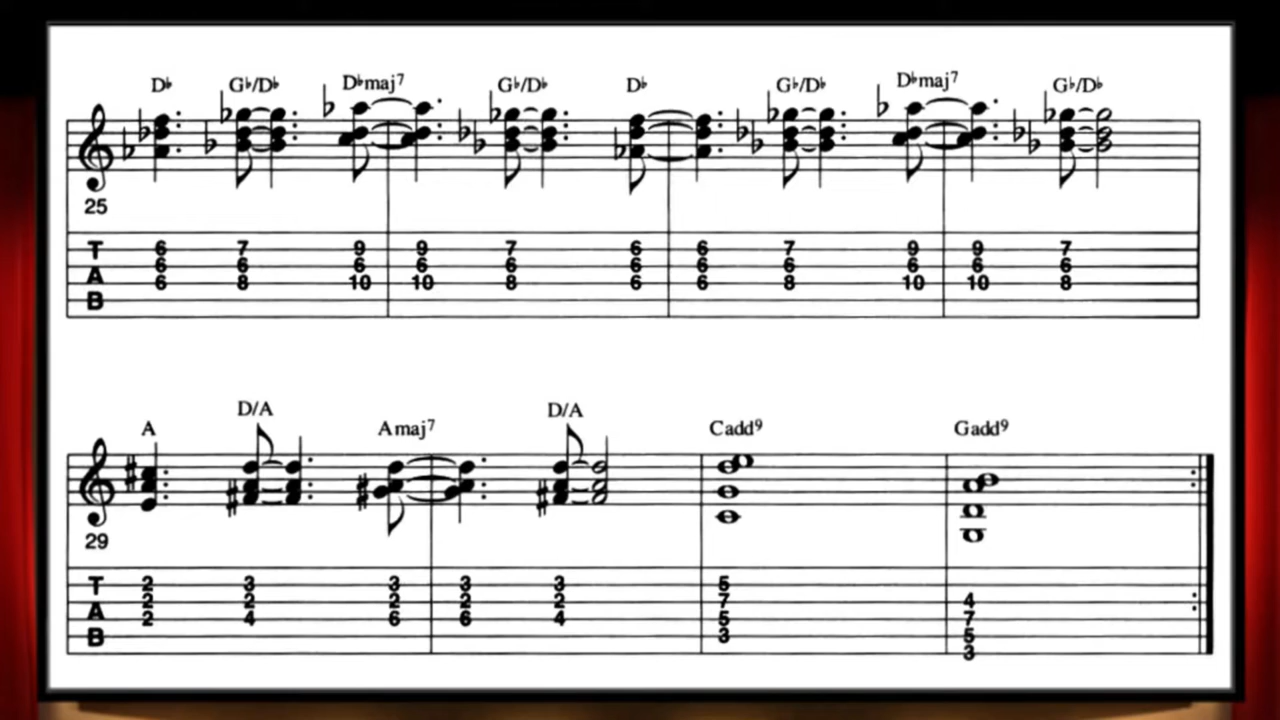 D♭ G♭/D♭ D♭maj7 G♭/D♭ D♭ G♭/D♭ D♭maj7 G♭/D♭
25
T 6 7 9 9 7 6 6 7 9 9 7
6 6 6 6 6 6 6 6 6 6 6
A 6 8 10 10 8 6 6 8 10 10 8
B
A D/A Amaj7 D/A Cadd9 Gadd9
29
T 2 3 3 3 3 5
2 2 2 2 2 7 4
A 2 4 6 6 4 5 7
B 3 5
3